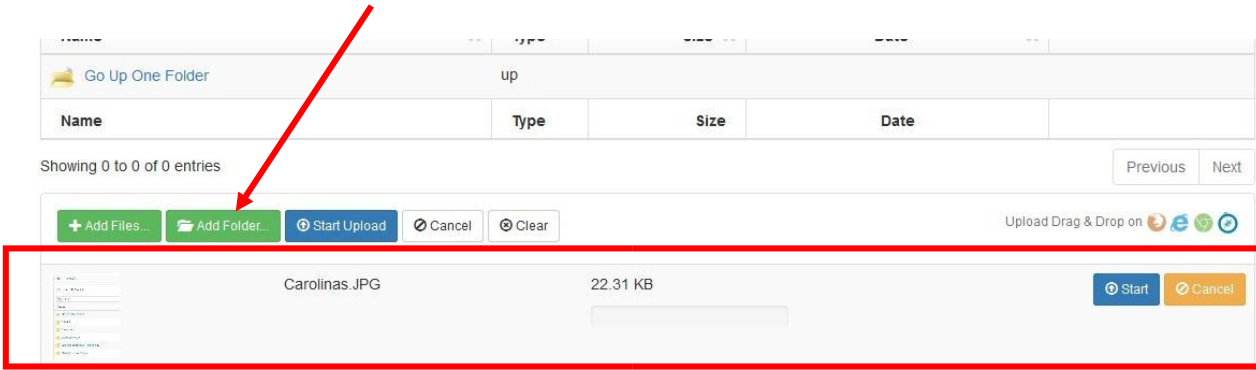 Go Up One Folder up
Name Type Size Date
Showing 0 to 0 of 0 entries
Previous Next
Add Files... Add Folder... Start Upload Cancel Clear Upload Drag & Drop on
Carolinas.JPG 22.31 KB Start Cancel